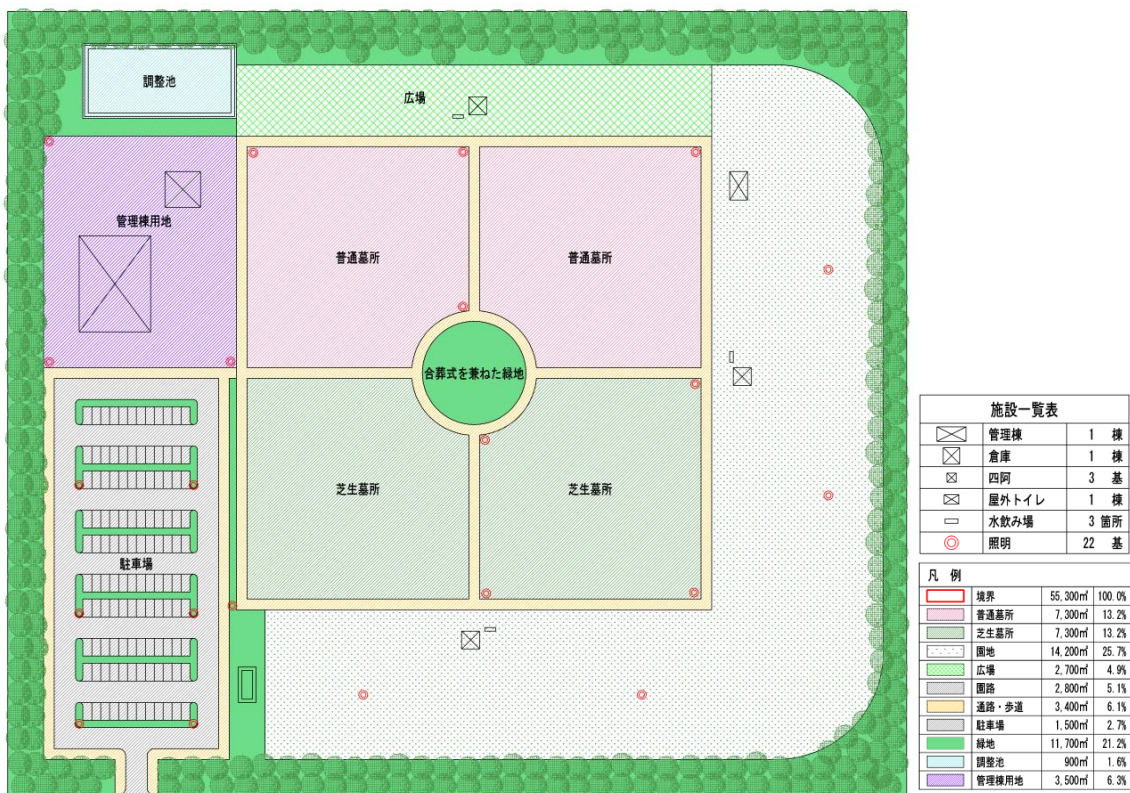 調整池
広場
管理棟用地
普通墓所
普通墓所
合葬式を兼ねた緑地
芝生墓所
芝生墓所
駐車場
施設一覧表
管理棟 1 棟
倉庫 1 棟
四阿 3 基
屋外トイレ 1 棟
水飲み場 3 箇所
照明 22 基
凡 例
境界 55,300㎡ 100.0%
普通墓所 7,300㎡ 13.2%
芝生墓所 7,300㎡ 13.2%
園地 14,200㎡ 25.7%
広場 2,700㎡ 4.9%
園路 2,800㎡ 5.1%
通路・歩道 3,400㎡ 6.1%
駐車場 1,500㎡ 2.7%
緑地 11,700㎡ 21.2%
調整池 900㎡ 1.6%
管理棟用地 3,500㎡ 6.3%